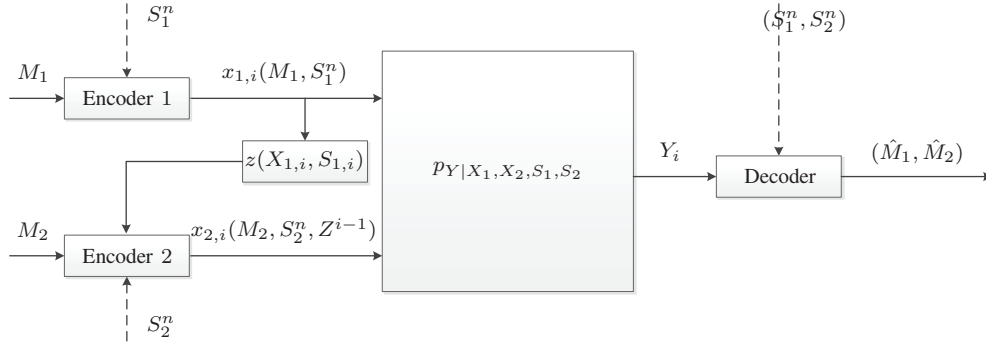 S_1^n
(S_1^n, S_2^n)
M_1
Encoder 1
x_{1,i}(M_1, S_1^n)
z(X_{1,i}, S_{1,i})
p_{Y|X_1,X_2,S_1,S_2}
Y_i
Decoder
(\hat{M}_1, \hat{M}_2)
M_2
Encoder 2
x_{2,i}(M_2, S_2^n, Z^{i-1})
S_2^n